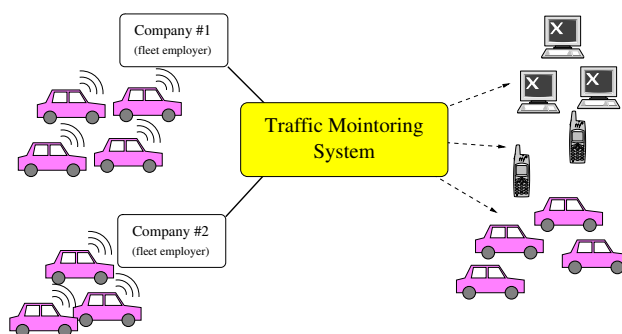 Company #1
(fleet employer)
Traffic Mointoring
System
Company #2
(fleet employer)
X
X
X